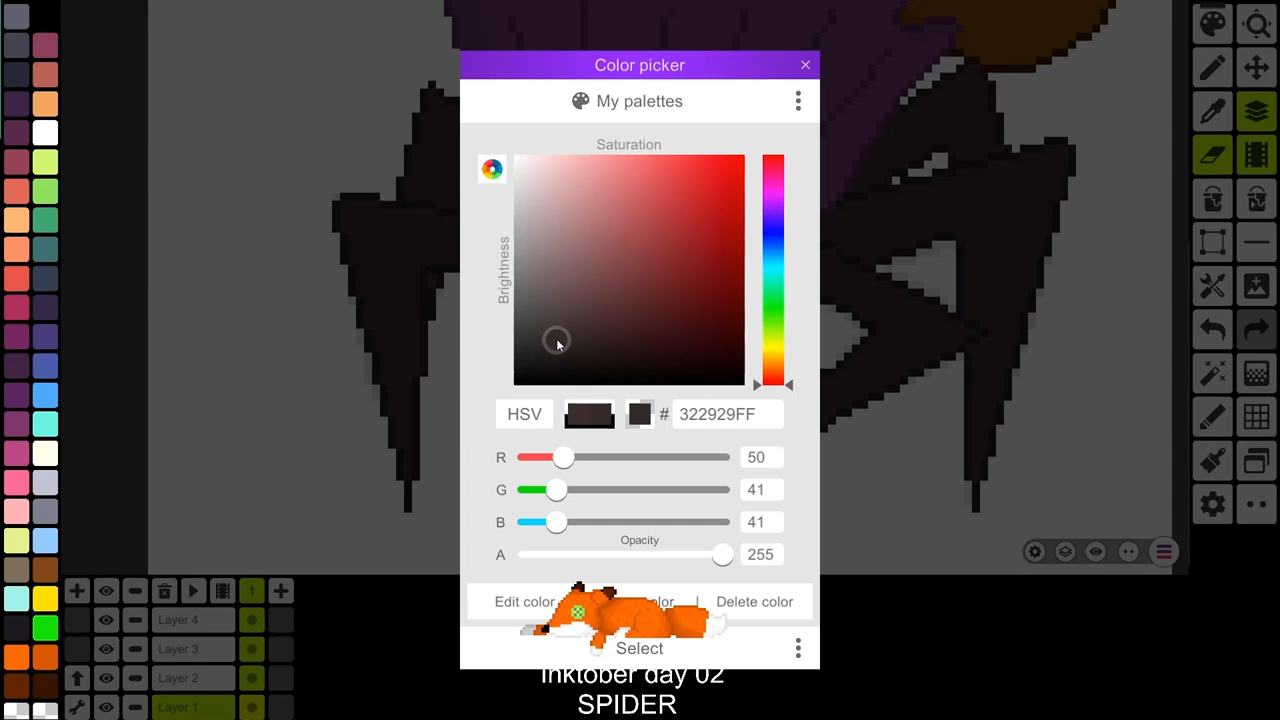 Color picker
My palettes
Saturation
Brightness
HSV # 322929FF
R 50
G 41
B 41
Opacity
A 255
Edit color | Delete color
Select
1
Layer 4
Layer 3
Layer 2
Layer 1
Inktober day 02
SPIDER